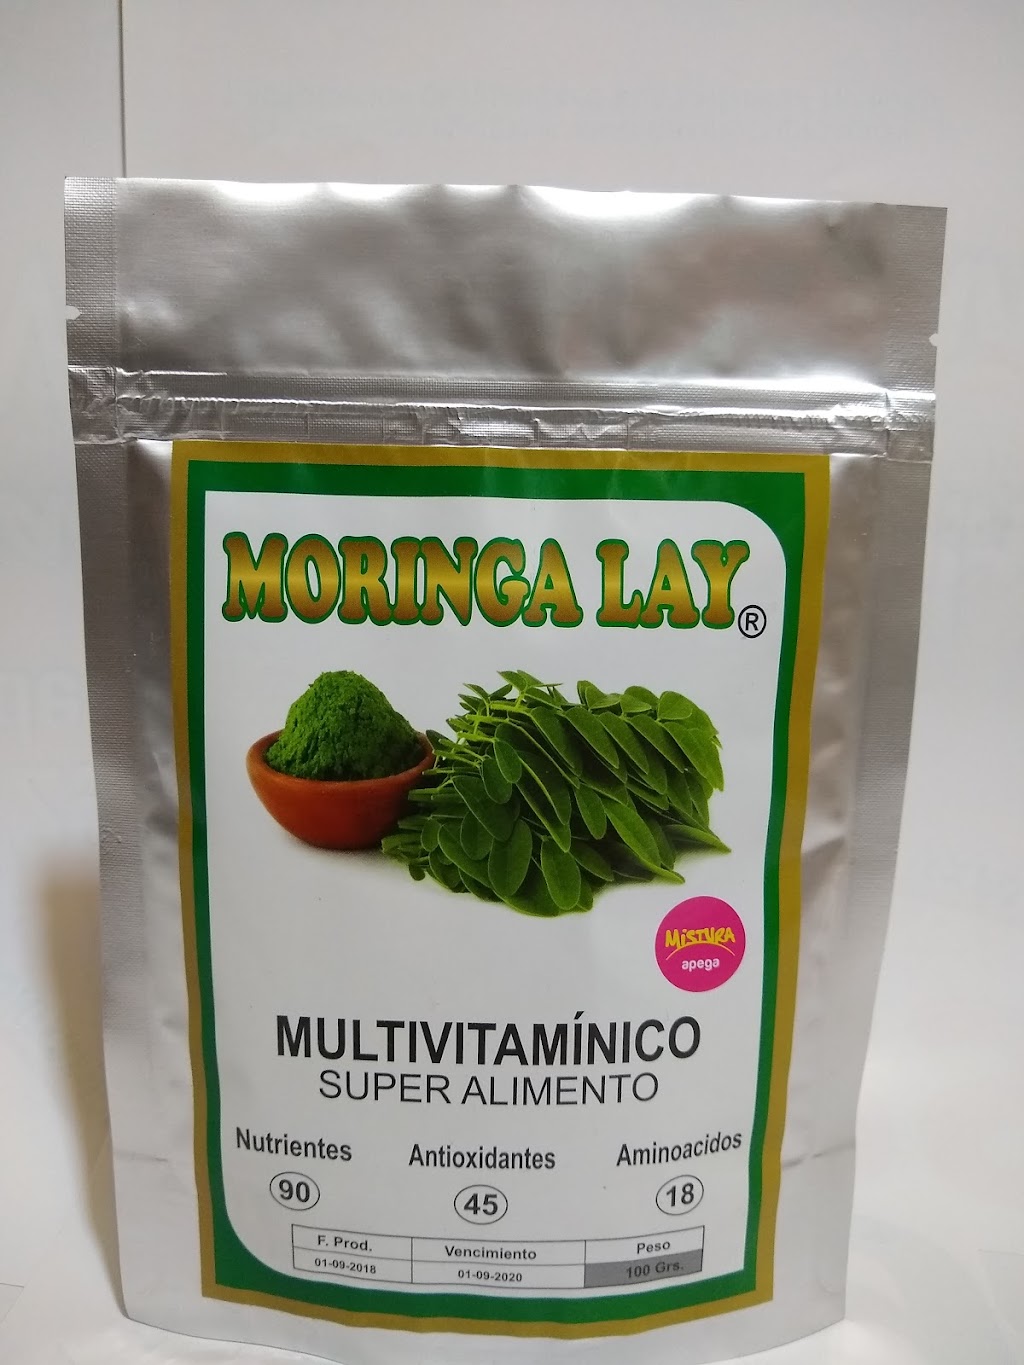 MORINGA LAY®
MiSTURA
apega
MULTIVITAMÍNICO
SUPER ALIMENTO
Nutrientes Antioxidantes Aminoacidos
90 45 18
F. Prod. Vencimiento Peso
01-09-2018 01-09-2020 100 Grs.